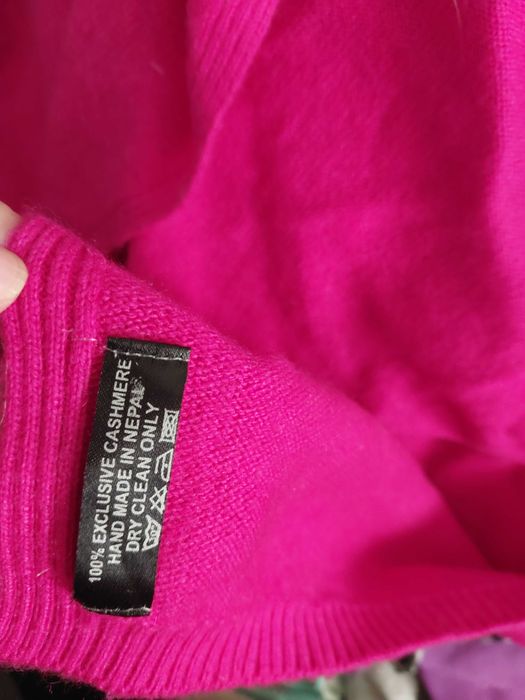 100% EXCLUSIVE CASHMERE
HAND MADE IN NEPAL
DRY CLEAN ONLY